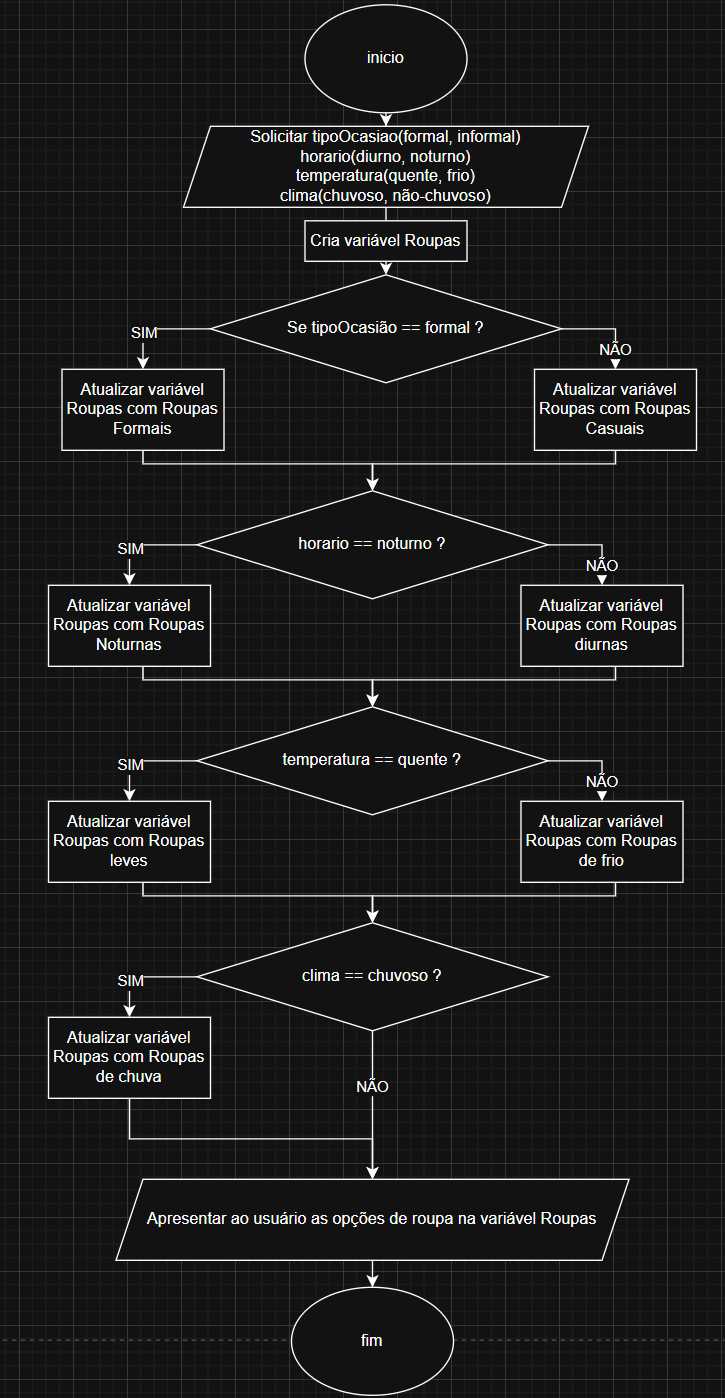 inicio
Solicitar tipoOcasiao(formal, informal)
horario(diurno, noturno)
temperatura(quente, frio)
clima(chuvoso, não-chuvoso)
Cria variável Roupas
Se tipoOcasião == formal ?
SIM
NÃO
Atualizar variável
Roupas com Roupas
Formais
Atualizar variável
Roupas com Roupas
Casuais
horario == noturno ?
SIM
NÃO
Atualizar variável
Roupas com Roupas
Noturnas
Atualizar variável
Roupas com Roupas
diurnas
temperatura == quente ?
SIM
NÃO
Atualizar variável
Roupas com Roupas
leves
Atualizar variável
Roupas com Roupas
de frio
clima == chuvoso ?
SIM
Atualizar variável
Roupas com Roupas
de chuva
NÃO
Apresentar ao usuário as opções de roupa na variável Roupas
fim